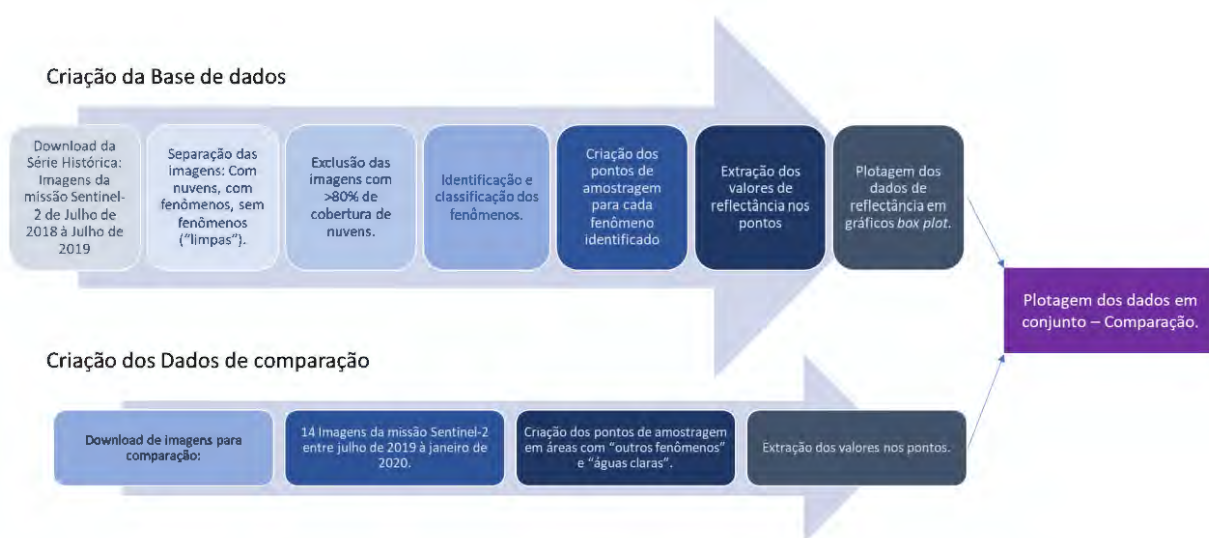 Criação da Base de dados
Download da
Série Histórica:
Imagens da
missão Sentinel-
2 de Julho de
2018 à Julho de
2019
Separação das
imagens: Com
nuvens, com
fenômenos, sem
fenômenos
("limpas").
Exclusão das
imagens com
>80% de
cobertura de
nuvens.
Identificação e
classificação dos
fenômenos.
Criação dos
pontos de
amostragem
para cada
fenômeno
identificado
Extração dos
valores de
reflectância nos
pontos
Plotagem dos
dados de
reflectância em
gráficos box plot.
Plotagem dos dados em
conjunto – Comparação.
Criação dos Dados de comparação
Download de imagens para
comparação:
14 Imagens da missão Sentinel-2
entre julho de 2019 à janeiro de
2020.
Criação dos pontos de amostragem
em áreas com "outros fenômenos"
e "águas claras".
Extração dos valores nos pontos.